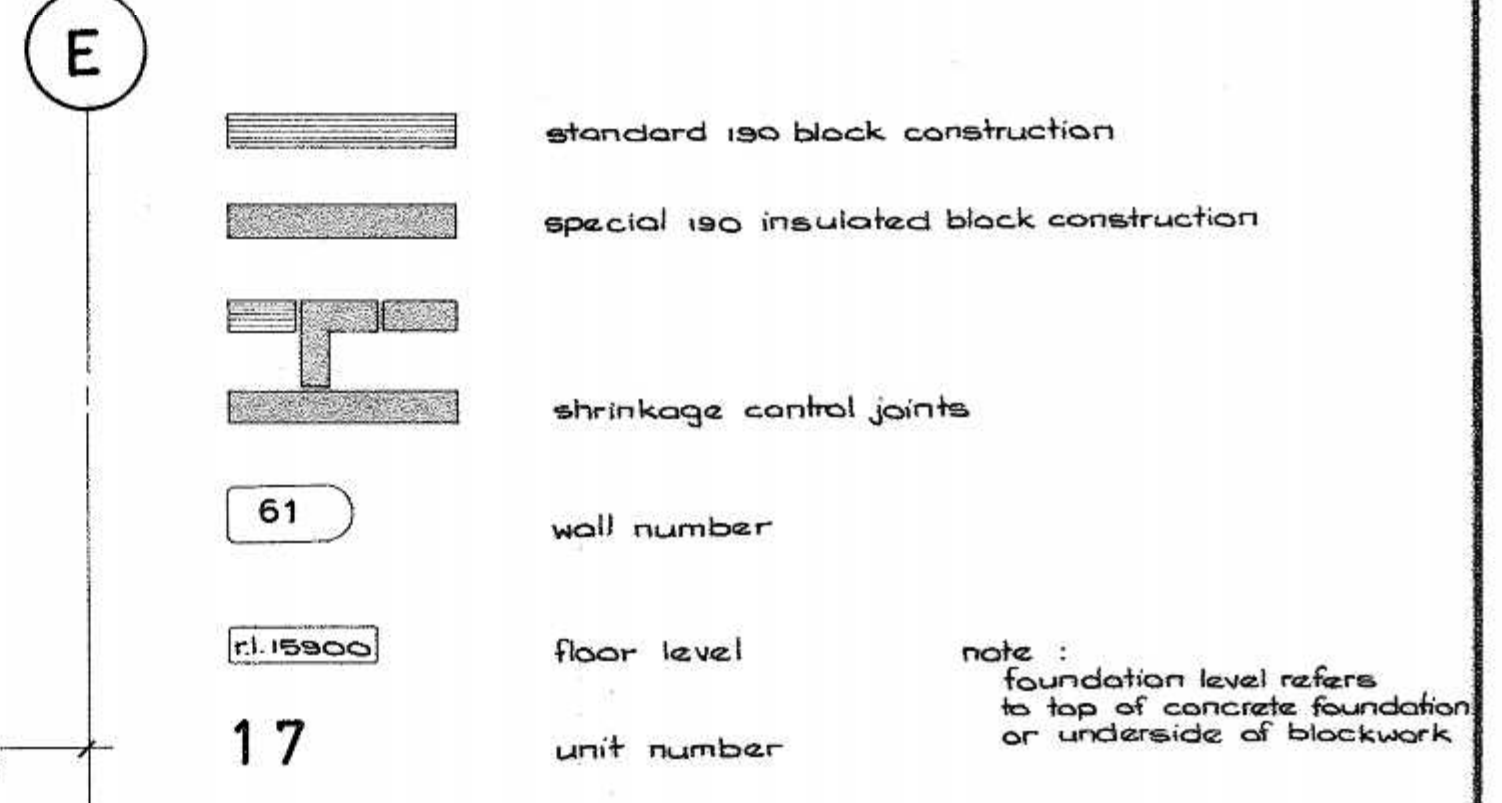 E
standard 190 block construction
special 190 insulated block construction
shrinkage control joints
61
wall number
r.l. 15900
floor level
note :
foundation level refers
to top of concrete foundation
or underside of blockwork
17
unit number